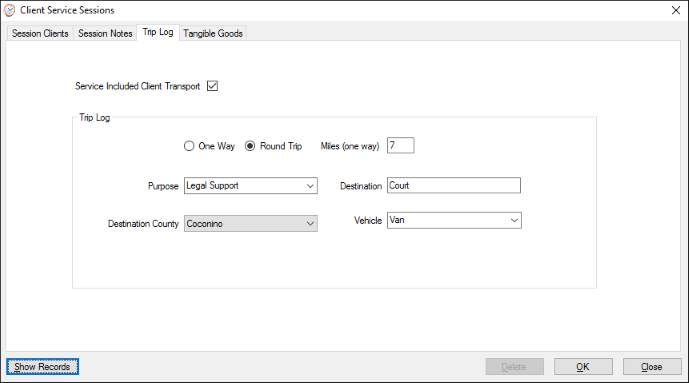 Client Service Sessions
Session Clients Session Notes Trip Log Tangible Goods
Service Included Client Transport
Trip Log
One Way Round Trip Miles (one way) 7
Purpose Legal Support Destination Court
Destination County Coconino Vehicle Van
Show Records Delete OK Close